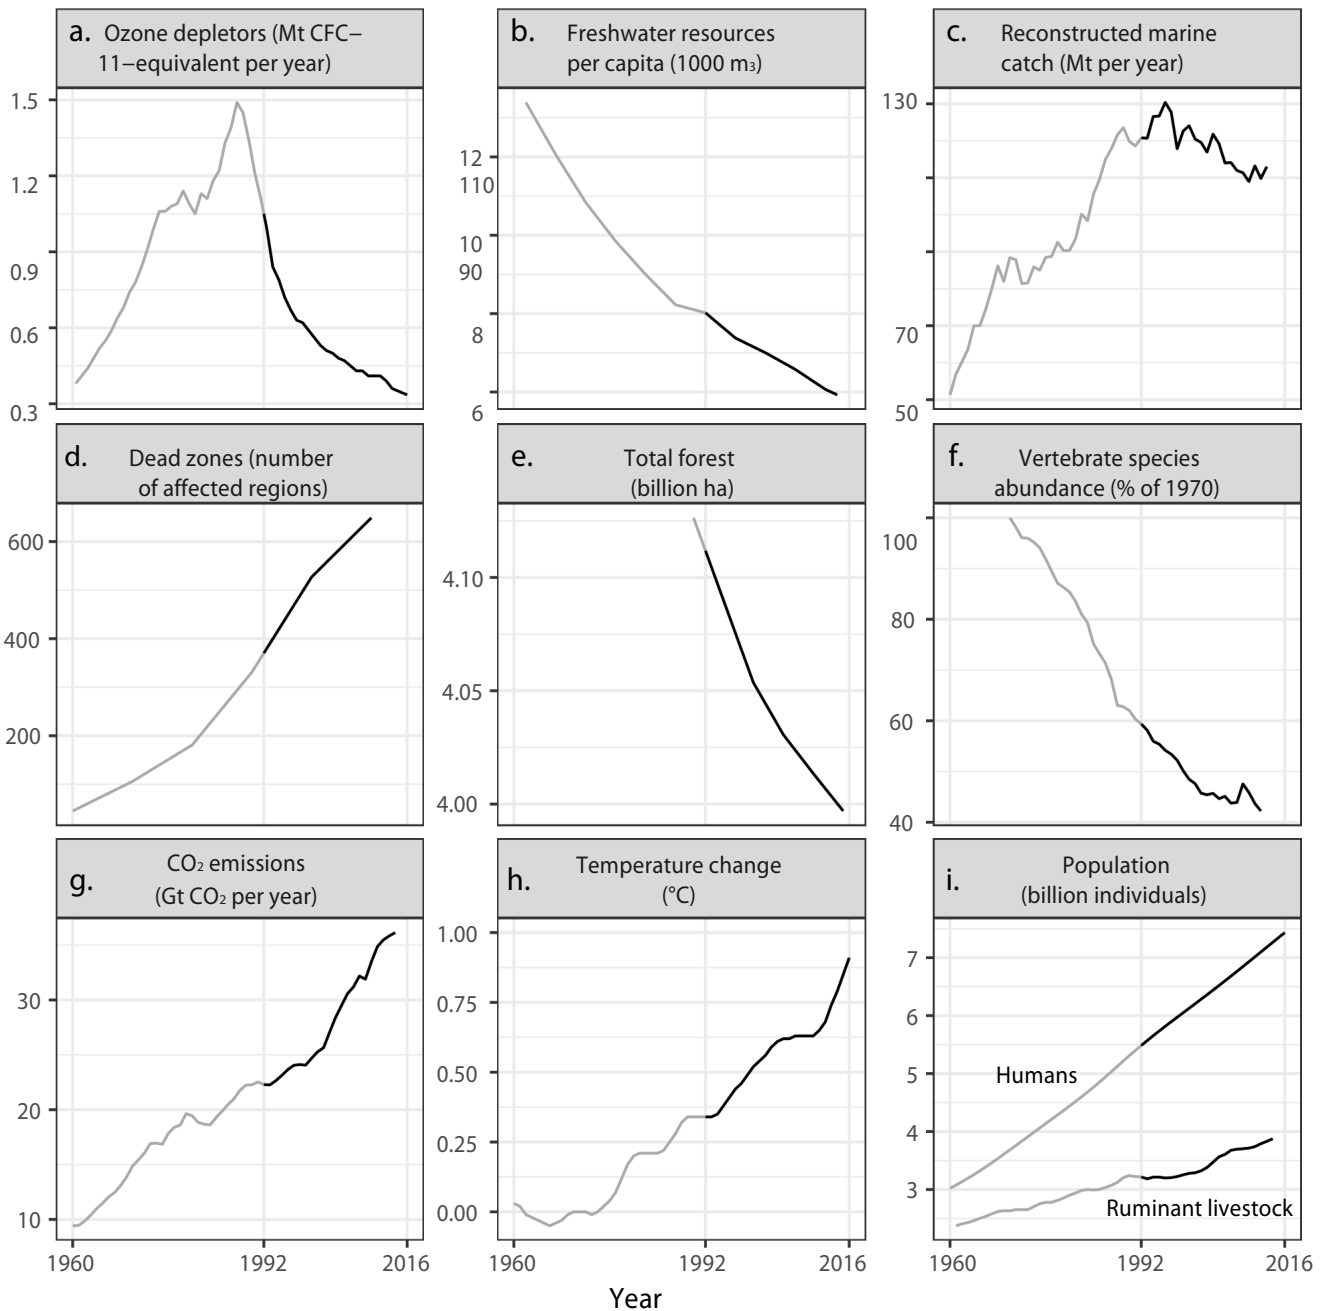 a. Ozone depletors (Mt CFC−
11−equivalent per year)
b. Freshwater resources
per capita (1000 m3)
c. Reconstructed marine
catch (Mt per year)
1.5
1.2
0.9
0.6
0.3
12
110
10
90
8
6
130
70
50
d. Dead zones (number
of affected regions)
e. Total forest
(billion ha)
f. Vertebrate species
abundance (% of 1970)
600
400
200
4.10
4.05
4.00
100
80
60
40
g. CO2 emissions
(Gt CO2 per year)
h. Temperature change
(°C)
i. Population
(billion individuals)
30
20
10
1.00
0.75
0.50
0.25
0.00
7
6
5
4
3
Humans
Ruminant livestock
1960 1992 2016
1960 1992 2016
1960 1992 2016
Year